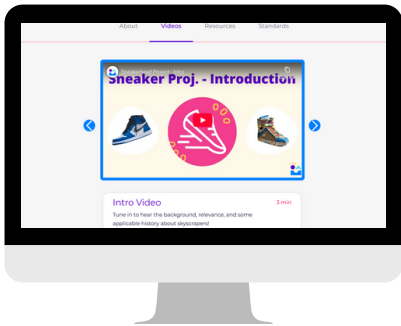 About Videos Resources Standards
Sneaker Proj. - Introduction
Intro Video 3 min
Tune in to hear the background, relevance, and some
applicable history about skyscrapers!